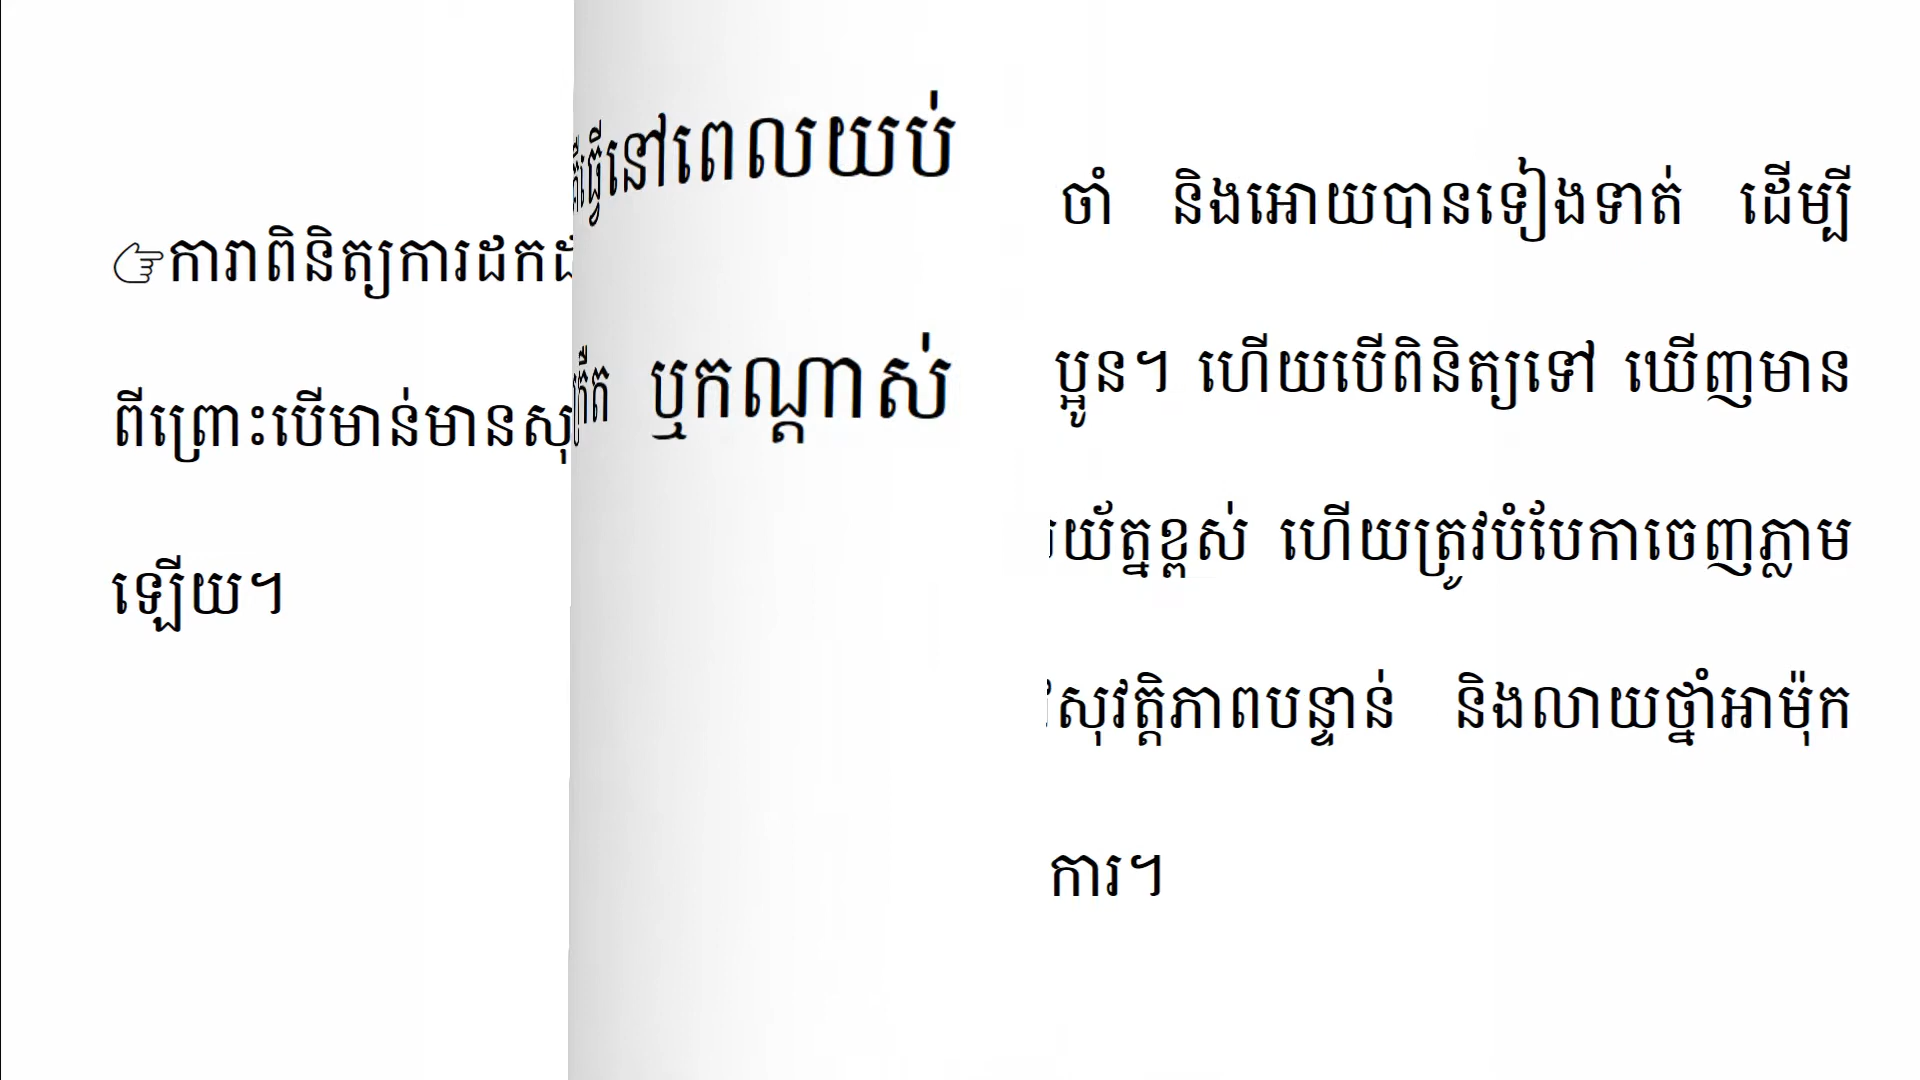 ☞ការាពិនិត្យការដក
ពីព្រោះបើមាន់មាន
ឡើយ។
ធ្វើនៅពេលយប់
ឬកណ្ដាស់
ចាំ និងអោយបានទៀងទាត់ ដើម្បី
ប្អូន។ ហើយបើពិនិត្យទៅ ឃើញមាន
យ័ត្នខ្ពស់ ហើយត្រូវបំបែកាចេញភ្លាម
សុវត្តិភាពបន្ទាន់ និងលាយថ្នាំអាម៉ុក
ការ។